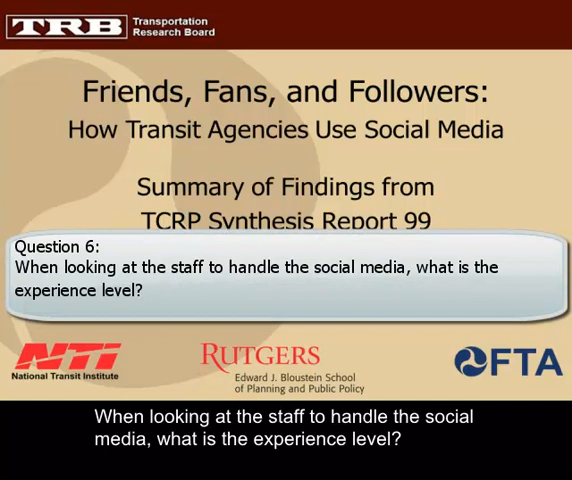 TRB Transportation
Research Board
Friends, Fans, and Followers:
How Transit Agencies Use Social Media
Summary of Findings from
TCRP Synthesis Report 99
Question 6:
When looking at the staff to handle the social media, what is the
experience level?
NTI
National Transit Institute
RUTGERS
Edward J. Bloustein School
of Planning and Public Policy
FTA
When looking at the staff to handle the social
media, what is the experience level?